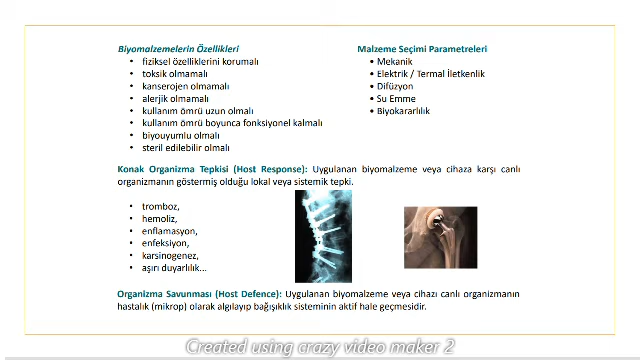 Biyomalzemelerin Özellikleri
• fiziksel özelliklerini korumalı
• toksik olmamalı
• kanserojen olmamalı
• alerjik olmamalı
• kullanım ömrü uzun olmalı
• kullanım ömrü boyunca fonksiyonel kalmalı
• biyouyumlu olmalı
• steril edilebilir olmalı
Malzeme Seçimi Parametreleri
• Mekanik
• Elektrik / Termal İletkenlik
• Difüzyon
• Su Emme
• Biyokararlılık
Konak Organizma Tepkisi (Host Response): Uygulanan biyomalzeme veya cihaza karşı canlı
organizmanın göstermiş olduğu lokal veya sistemik tepki.
• tromboz,
• hemoliz,
• enflamasyon,
• enfeksiyon,
• karsinogenez,
• aşırı duyarlılık...
Organizma Savunması (Host Defence): Uygulanan biyomalzeme veya cihazı canlı organizmanın
hastalık (mikrop) olarak algılayıp bağışıklık sisteminin aktif hale geçmesidir.
Created using crazy video maker 2